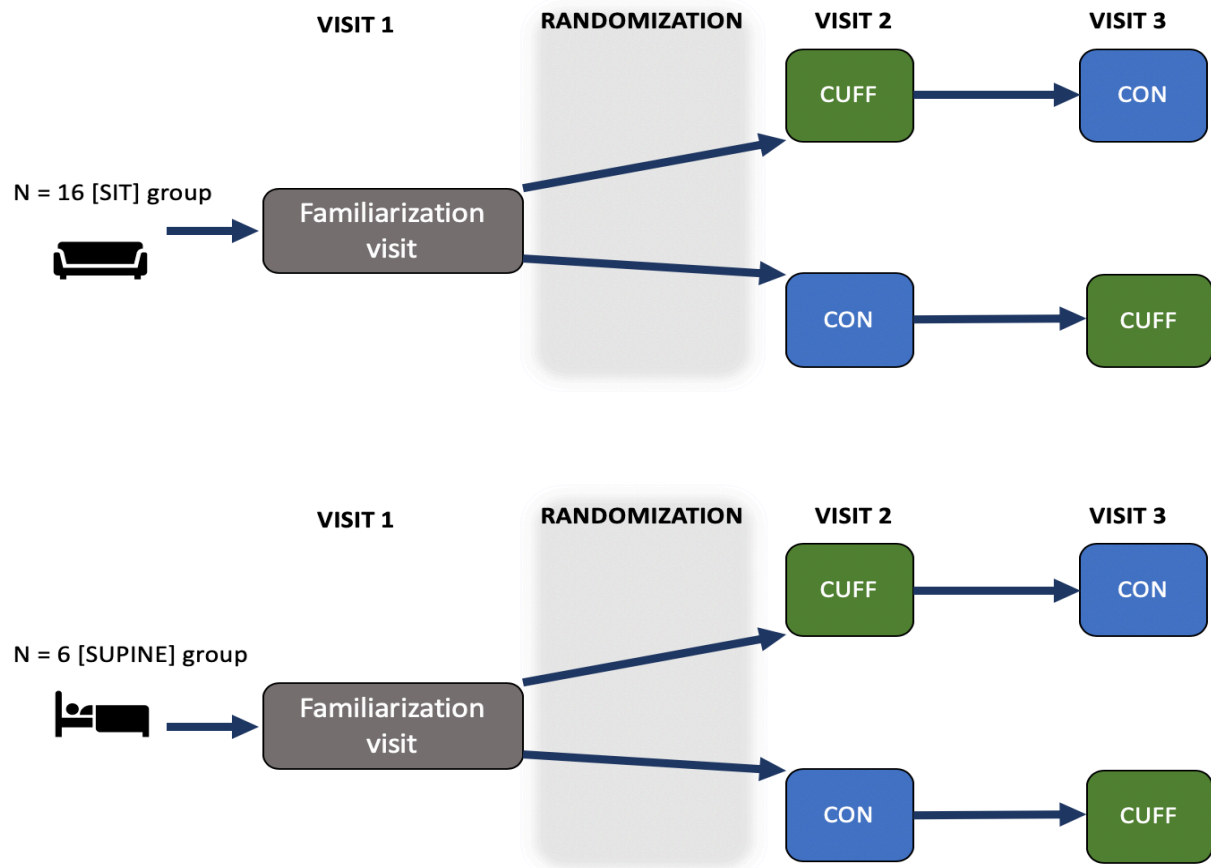 VISIT 1
RANDOMIZATION
VISIT 2
VISIT 3
CUFF
CON
N = 16 [SIT] group
Familiarization
visit
CON
CUFF
VISIT 1
RANDOMIZATION
VISIT 2
VISIT 3
CUFF
CON
N = 6 [SUPINE] group
Familiarization
visit
CON
CUFF